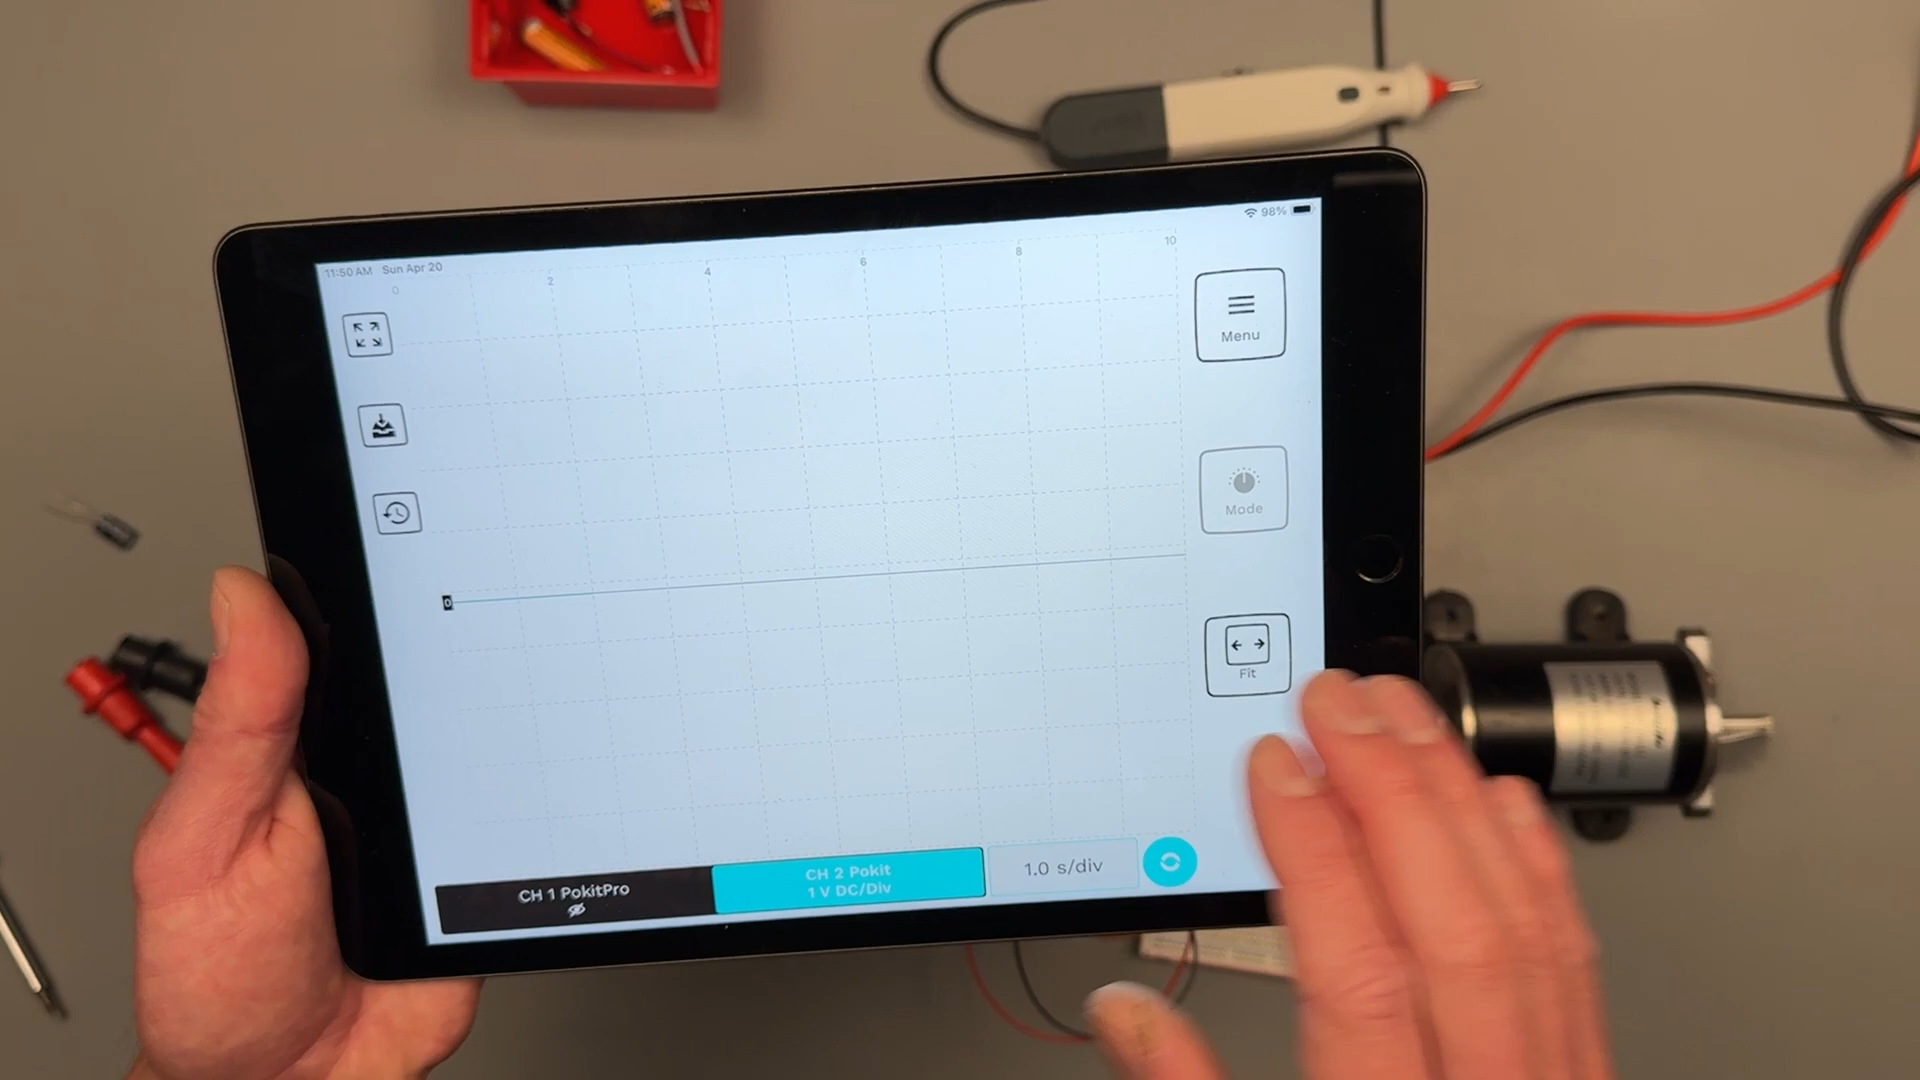 11:50 AM Sun Apr 20
98%
0 2 4 6 8 10
Menu
Mode
0
Fit
CH 1 PokitPro
CH 2 Pokit
1 V DC/Div
1.0 s/div